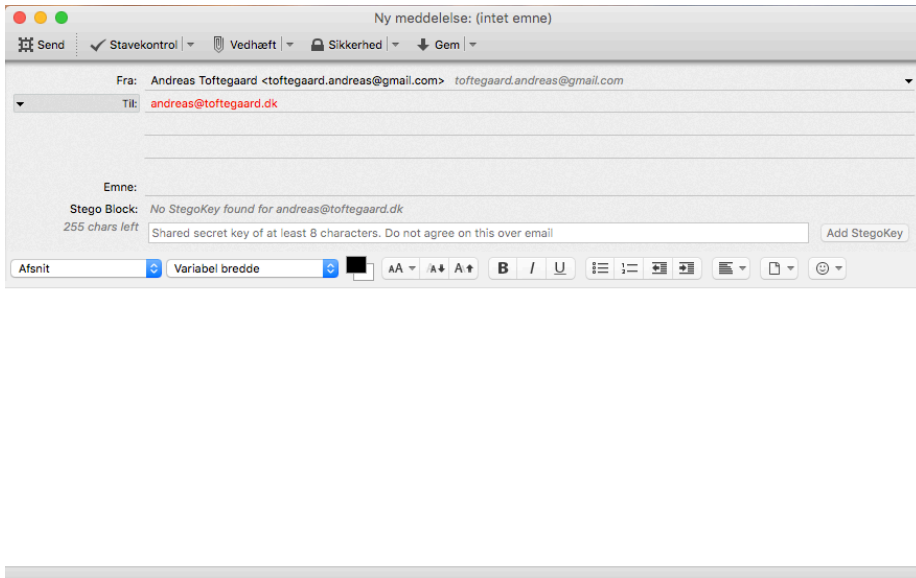 Ny meddelelse: (intet emne)
Send Stavekontrol Vedhæft Sikkerhed Gem
Fra: Andreas Toftegaard <toftegaard.andreas@gmail.com> toftegaard.andreas@gmail.com
Til: andreas@toftegaard.dk
Emne:
Stego Block: No StegoKey found for andreas@toftegaard.dk
255 chars left Shared secret key of at least 8 characters. Do not agree on this over email Add StegoKey
Afsnit Variabel bredde AA A A B I U